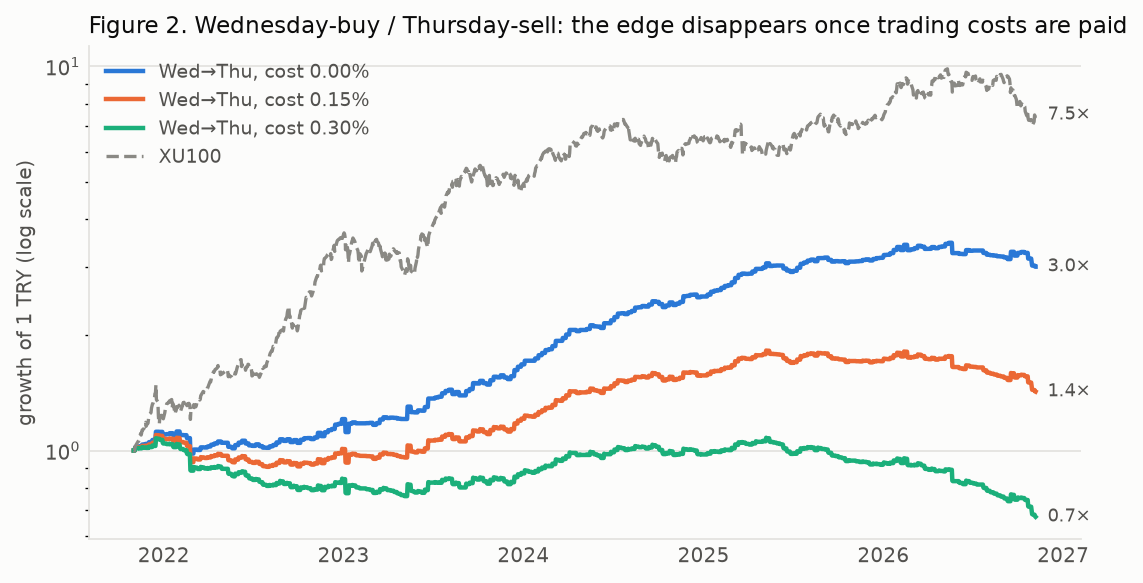 Figure 2. Wednesday-buy / Thursday-sell: the edge disappears once trading costs are paid
growth of 1 TRY (log scale)
10¹
10⁰
Wed→Thu, cost 0.00%
Wed→Thu, cost 0.15%
Wed→Thu, cost 0.30%
XU100
7.5×
3.0×
1.4×
0.7×
2022 2023 2024 2025 2026 2027